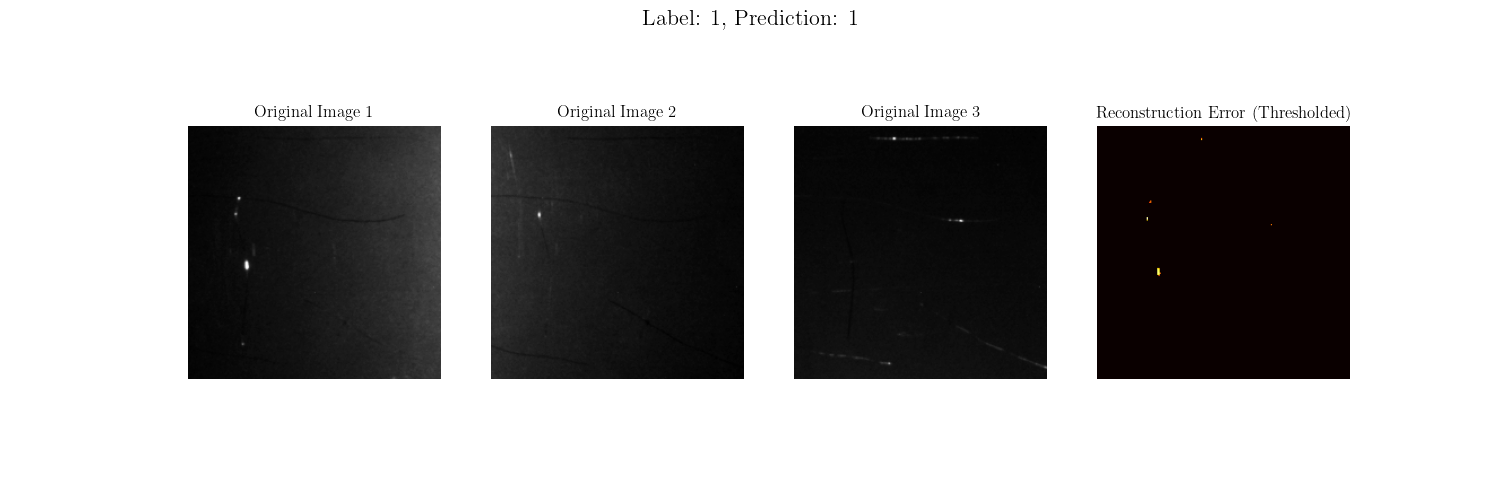 Label: 1, Prediction: 1
Original Image 1
Original Image 2
Original Image 3
Reconstruction Error (Thresholded)